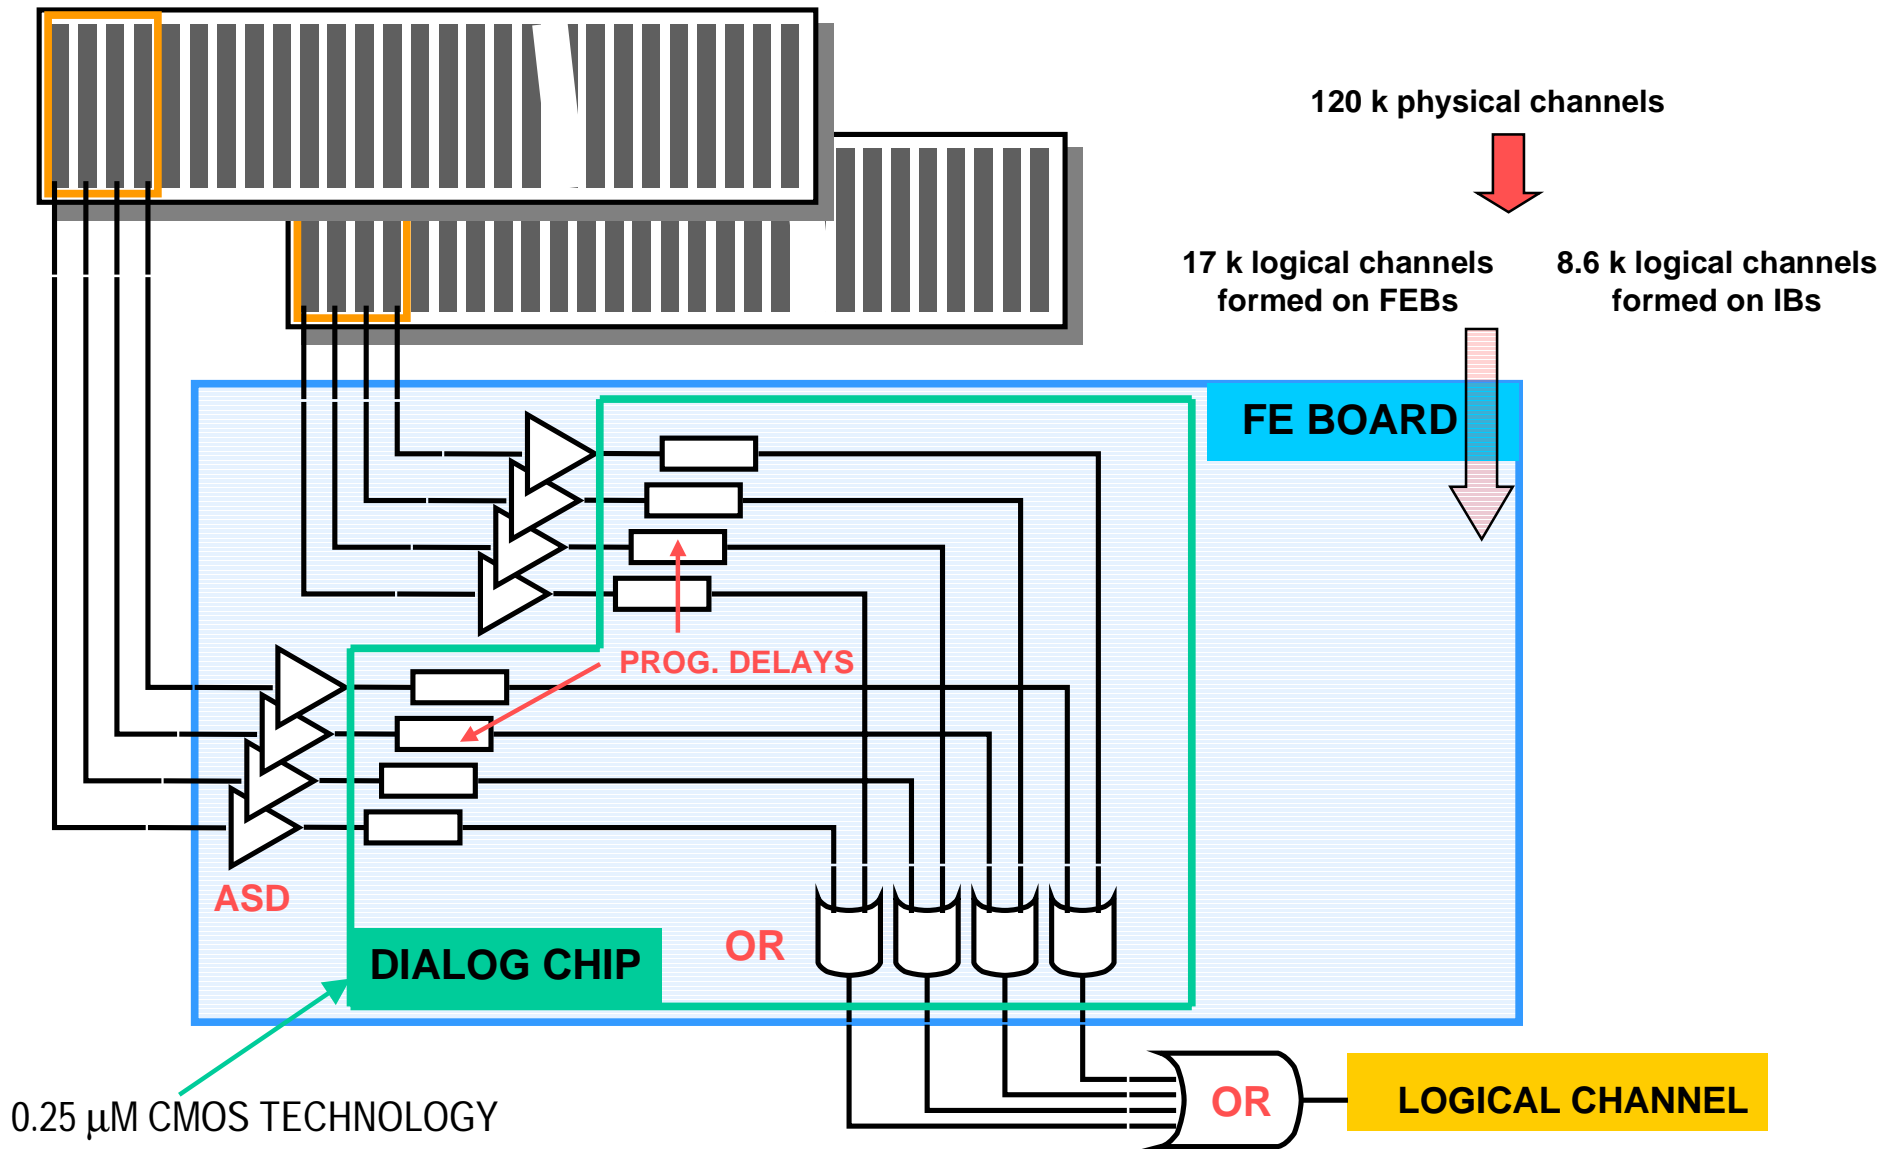 120 k physical channels
17 k logical channels
formed on FEBs
8.6 k logical channels
formed on IBs
FE BOARD
PROG. DELAYS
ASD
OR
DIALOG CHIP
0.25 μM CMOS TECHNOLOGY
OR
LOGICAL CHANNEL